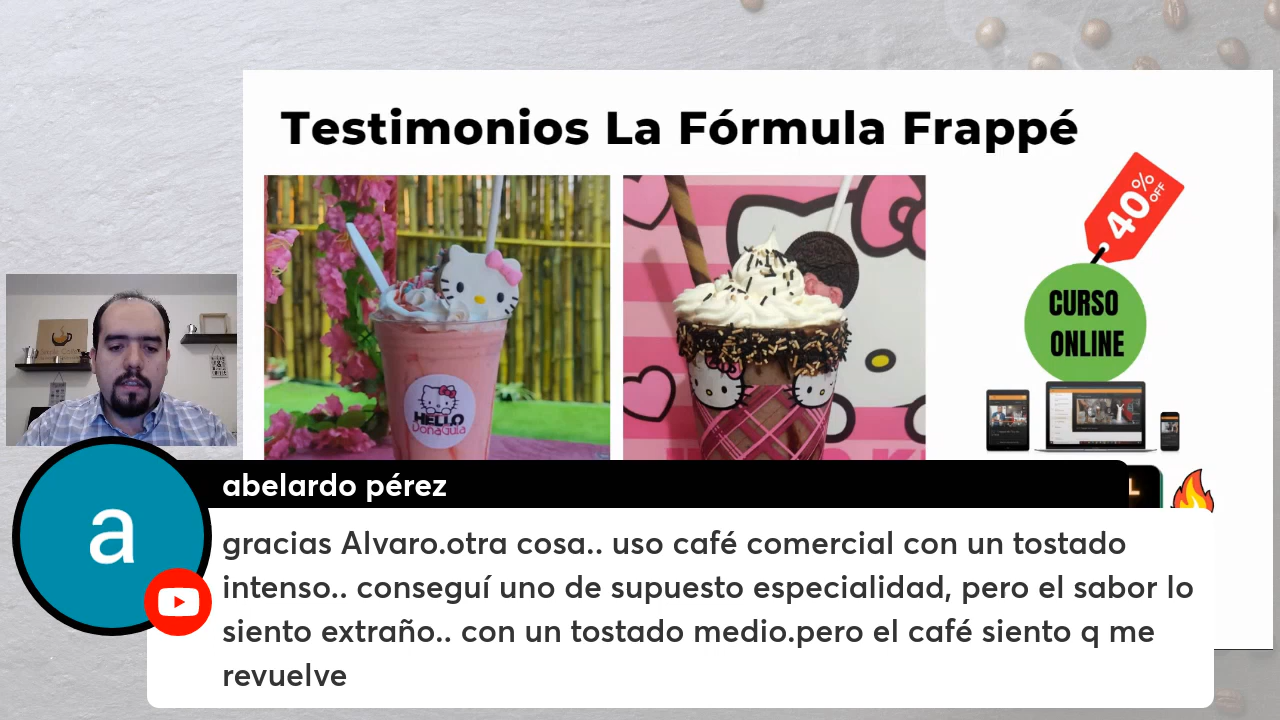 Testimonios La Fórmula Frappé
40%
OFF
CURSO
ONLINE
HELLO
DonaGula
L
abelardo pérez
a
gracias Alvaro.otra cosa.. uso café comercial con un tostado
intenso.. conseguí uno de supuesto especialidad, pero el sabor lo
siento extraño.. con un tostado medio.pero el café siento q me
revuelve